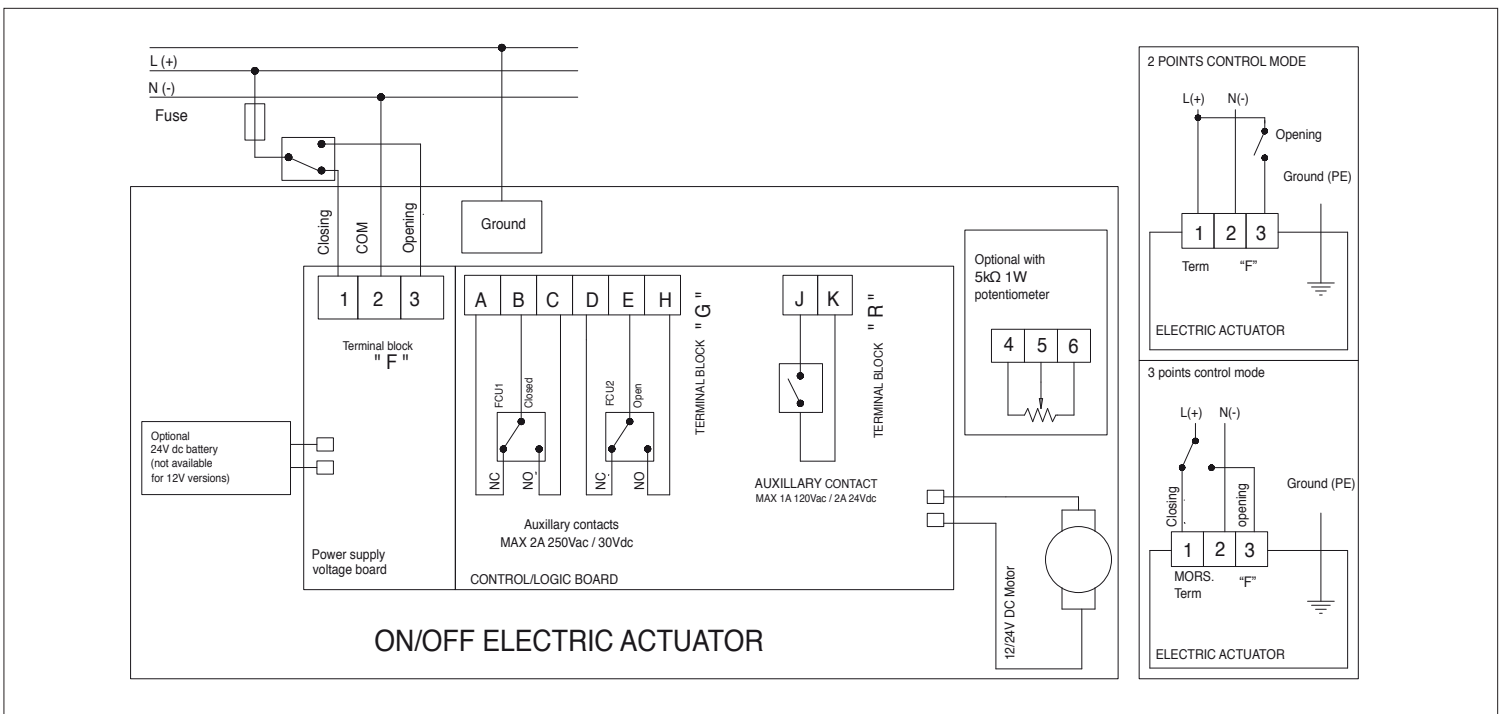 L (+)
N (-)
Fuse
Closing
COM
Opening
Ground
1 2 3
Terminal block
" F "
Optional
24V dc battery
(not available
for 12V versions)
Power supply
voltage board
A B C D E H
TERMINAL BLOCK " G "
FCU1
Closed
FCU2
Open
NC
NO
NC
NO
Auxillary contacts
MAX 2A 250Vac / 30Vdc
CONTROL/LOGIC BOARD
J K
TERMINAL BLOCK " R "
AUXILLARY CONTACT
MAX 1A 120Vac / 2A 24Vdc
Optional with
5kΩ 1W
potentiometer
4 5 6
12/24V DC Motor
ON/OFF ELECTRIC ACTUATOR
2 POINTS CONTROL MODE
L(+) N(-)
Opening
Ground (PE)
1 2 3
Term "F"
ELECTRIC ACTUATOR
3 points control mode
L(+) N(-)
Ground (PE)
Closing
opening
1 2 3
MORS.
Term "F"
ELECTRIC ACTUATOR